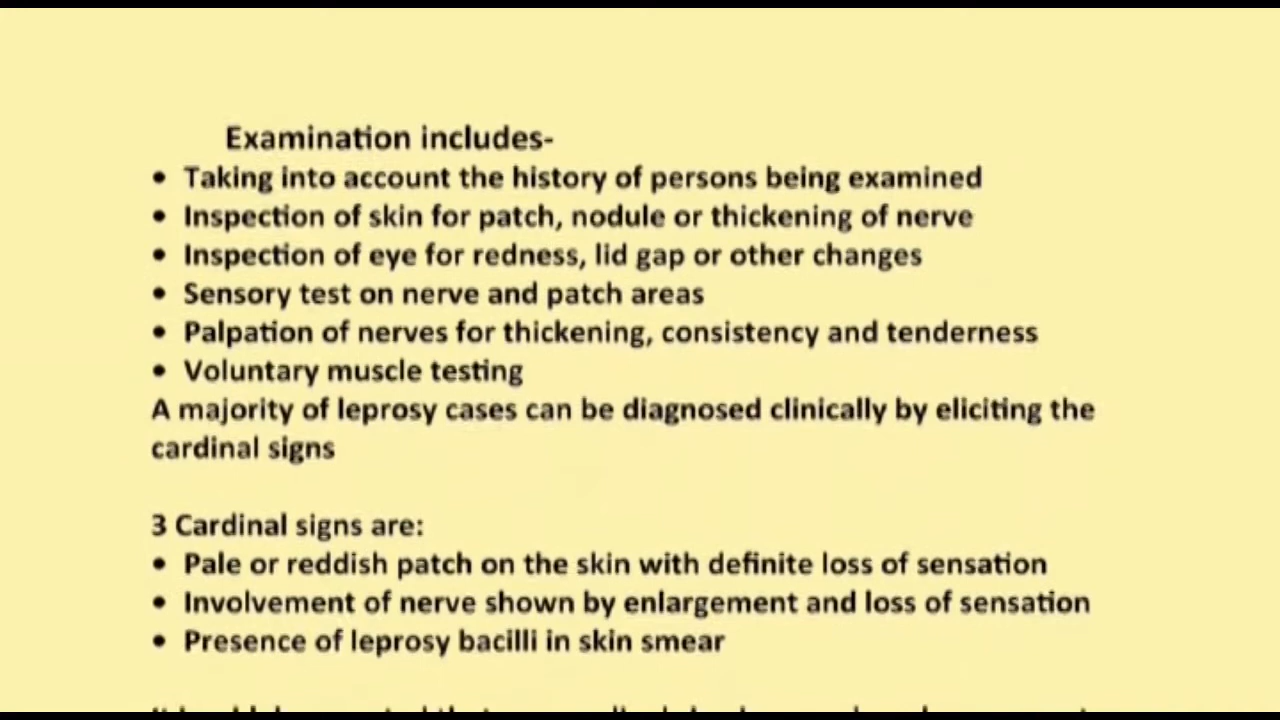 Examination includes-
• Taking into account the history of persons being examined
• Inspection of skin for patch, nodule or thickening of nerve
• Inspection of eye for redness, lid gap or other changes
• Sensory test on nerve and patch areas
• Palpation of nerves for thickening, consistency and tenderness
• Voluntary muscle testing
A majority of leprosy cases can be diagnosed clinically by eliciting the
cardinal signs
3 Cardinal signs are:
• Pale or reddish patch on the skin with definite loss of sensation
• Involvement of nerve shown by enlargement and loss of sensation
• Presence of leprosy bacilli in skin smear